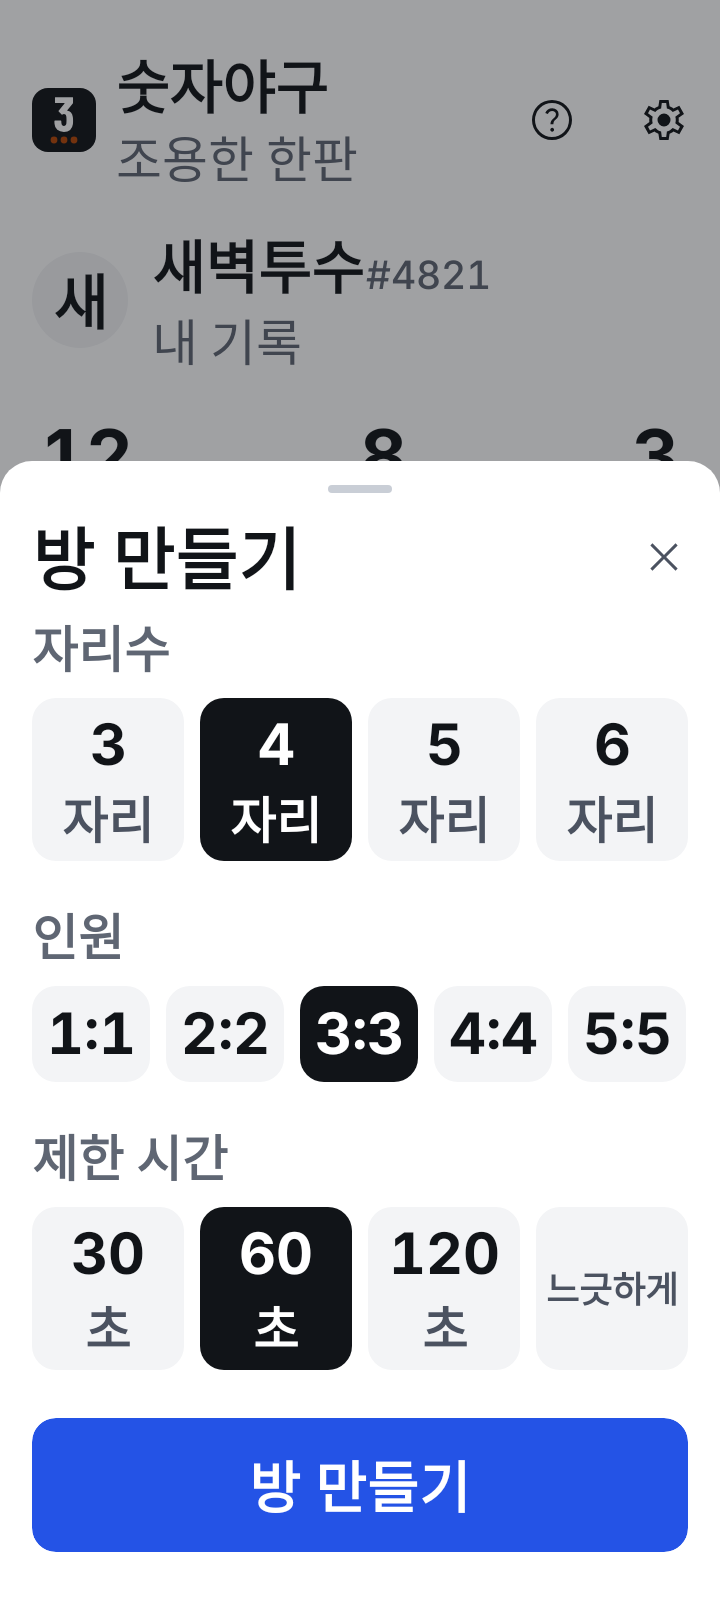 3
숫자야구
조용한 한판
새
새벽투수#4821
내 기록
12 8 3
방 만들기
자리수
3 4 5 6
자리 자리 자리 자리
인원
1:1 2:2 3:3 4:4 5:5
제한 시간
30 60 120 느긋하게
초 초 초
방 만들기